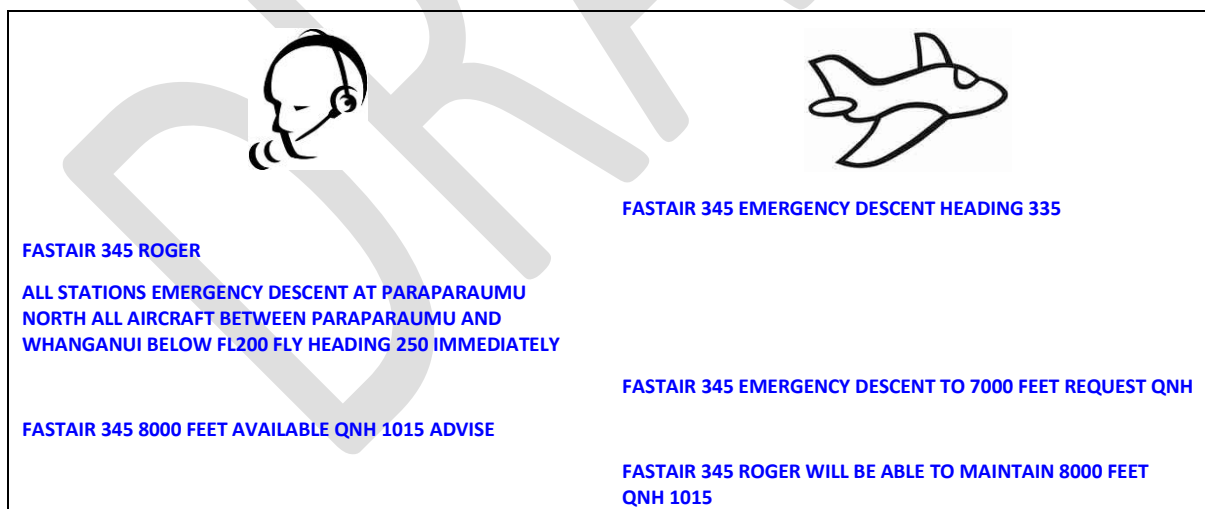 FASTAIR 345 EMERGENCY DESCENT HEADING 335
FASTAIR 345 ROGER
ALL STATIONS EMERGENCY DESCENT AT PARAPARAUMU
NORTH ALL AIRCRAFT BETWEEN PARAPARAUMU AND
WHANGANUI BELOW FL200 FLY HEADING 250 IMMEDIATELY
FASTAIR 345 EMERGENCY DESCENT TO 7000 FEET REQUEST QNH
FASTAIR 345 8000 FEET AVAILABLE QNH 1015 ADVISE
FASTAIR 345 ROGER WILL BE ABLE TO MAINTAIN 8000 FEET
QNH 1015